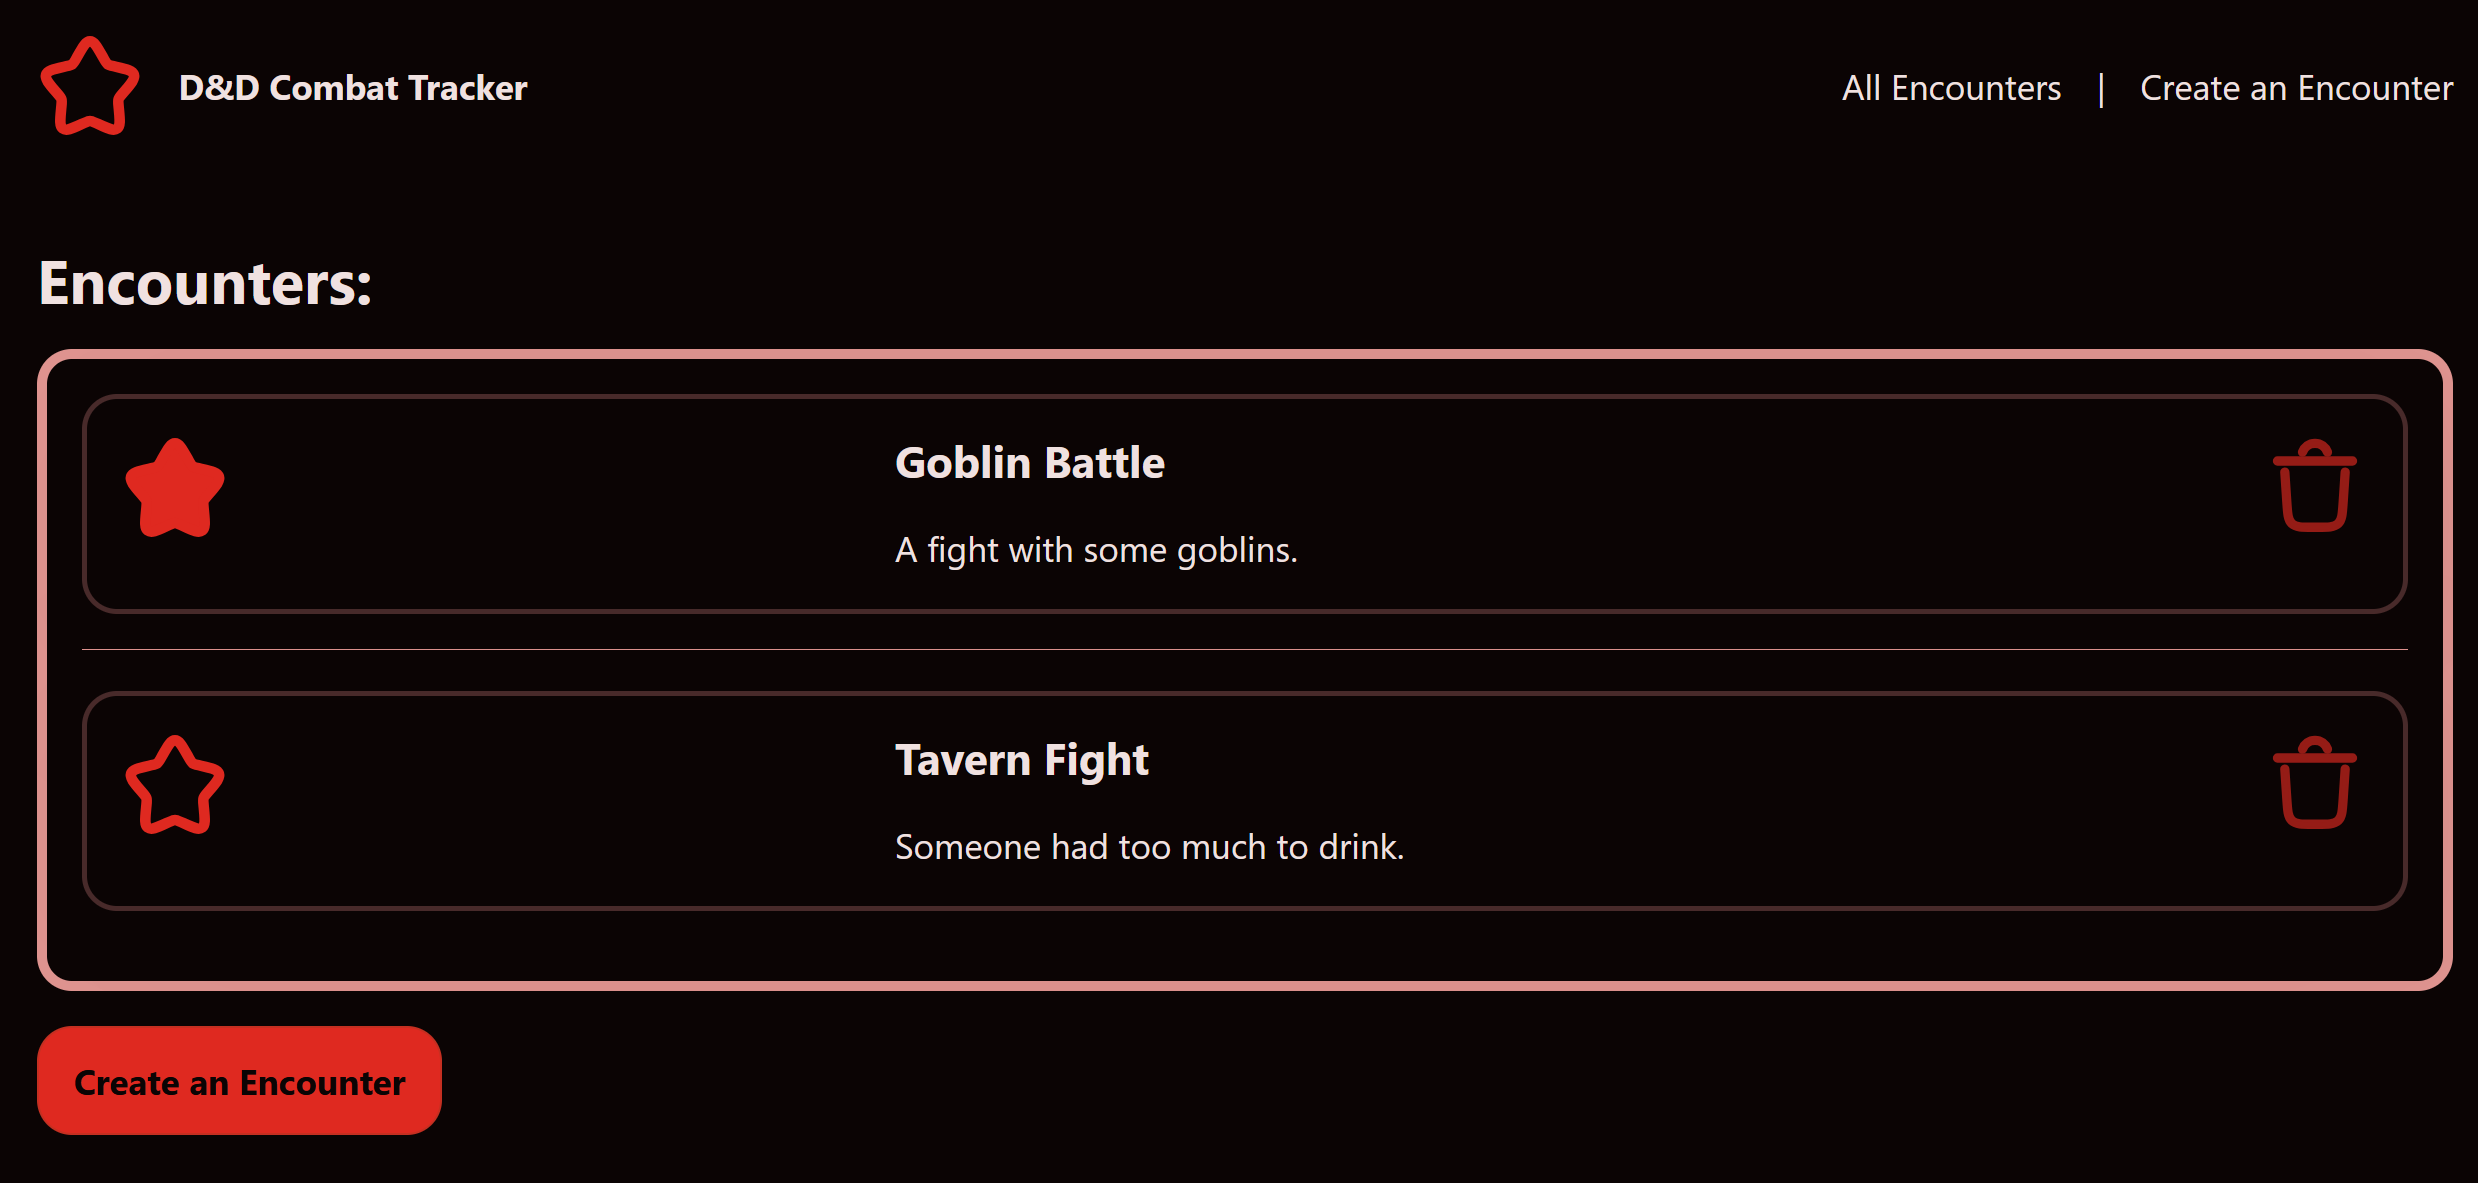 D&D Combat Tracker
All Encounters | Create an Encounter
Encounters:
Goblin Battle
A fight with some goblins.
Tavern Fight
Someone had too much to drink.
Create an Encounter